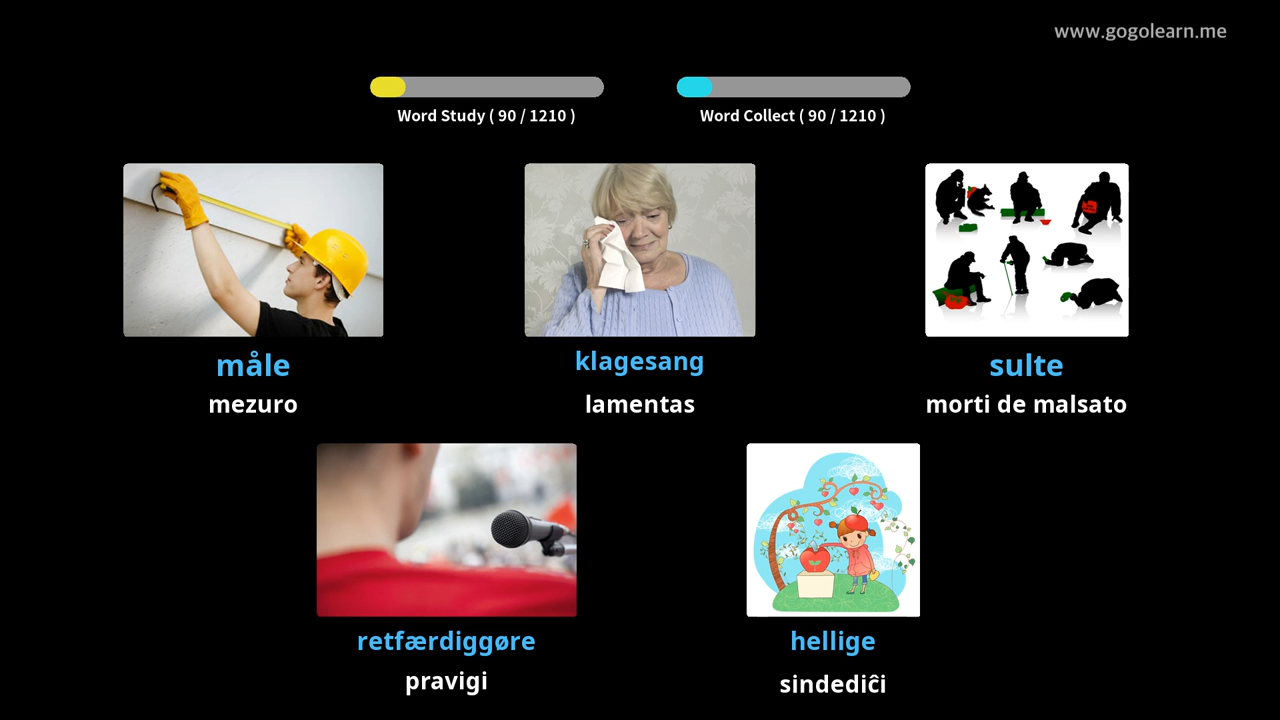 www.gogolearn.me
Word Study ( 90 / 1210 )
Word Collect ( 90 / 1210 )
måle
mezuro
klagesang
lamentas
sulte
morti de malsato
retfærdiggøre
pravigi
hellige
sindediĉi